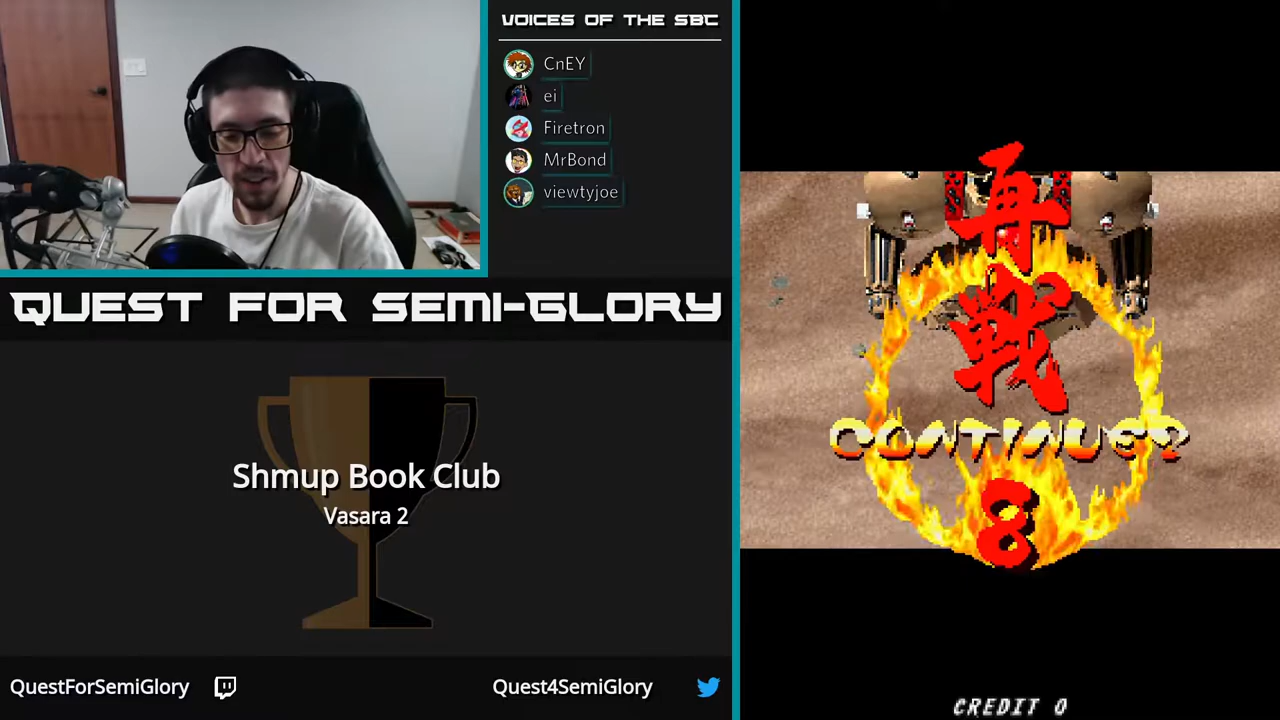 VOICES OF THE SBC
CnEY
ei
Firetron
MrBond
viewtyjoe
QUEST FOR SEMI-GLORY
Shmup Book Club
Vasara 2
QuestForSemiGlory
Quest4SemiGlory
再戦
CONTINUE?
8
CREDIT 0